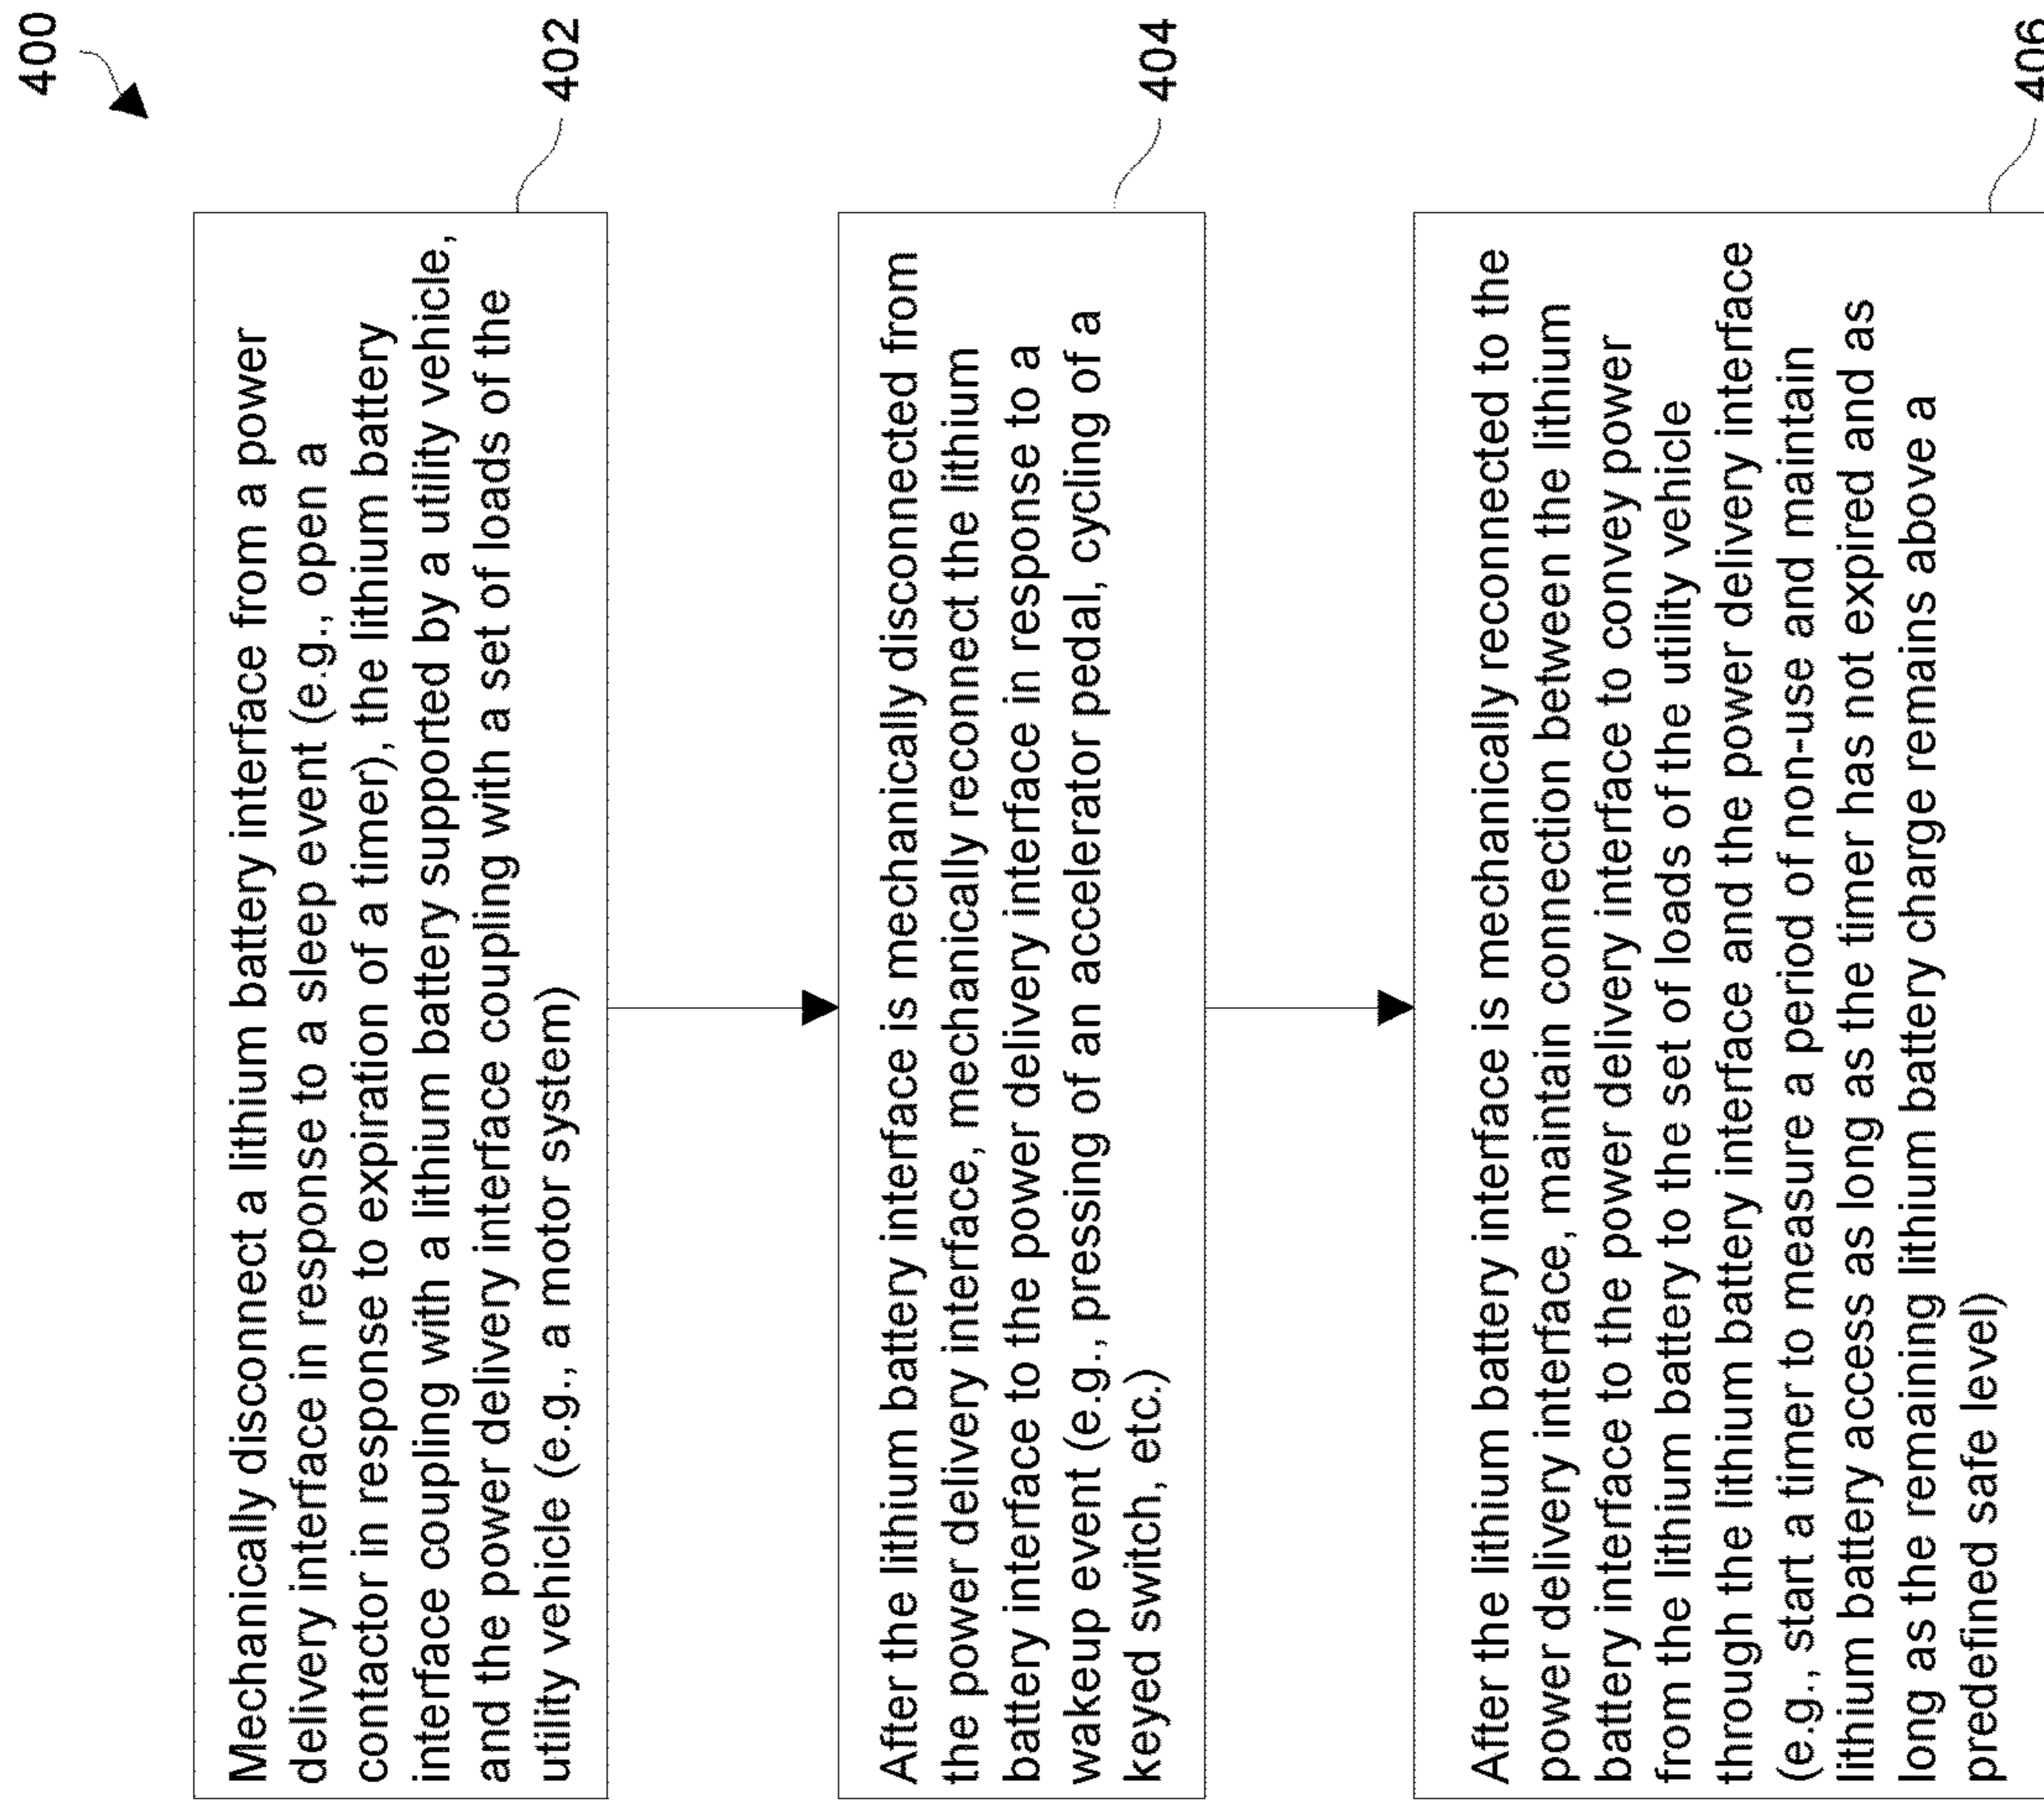 400
Mechanically disconnect a lithium battery interface from a power
delivery interface in response to a sleep event (e.g., open a
contactor in response to expiration of a timer), the lithium battery
interface coupling with a lithium battery supported by a utility vehicle,
and the power delivery interface coupling with a set of loads of the
utility vehicle (e.g., a motor system)
402
After the lithium battery interface is mechanically disconnected from
the power delivery interface, mechanically reconnect the lithium
battery interface to the power delivery interface in response to a
wakeup event (e.g., pressing of an accelerator pedal, cycling of a
keyed switch, etc.)
404
After the lithium battery interface is mechanically reconnected to the
power delivery interface, maintain connection between the lithium
battery interface to the power delivery interface to convey power
from the lithium battery to the set of loads of the utility vehicle
through the lithium battery interface and the power delivery interface
(e.g., start a timer to measure a period of non-use and maintain
lithium battery access as long as the timer has not expired and as
long as the remaining lithium battery charge remains above a
predefined safe level)
406